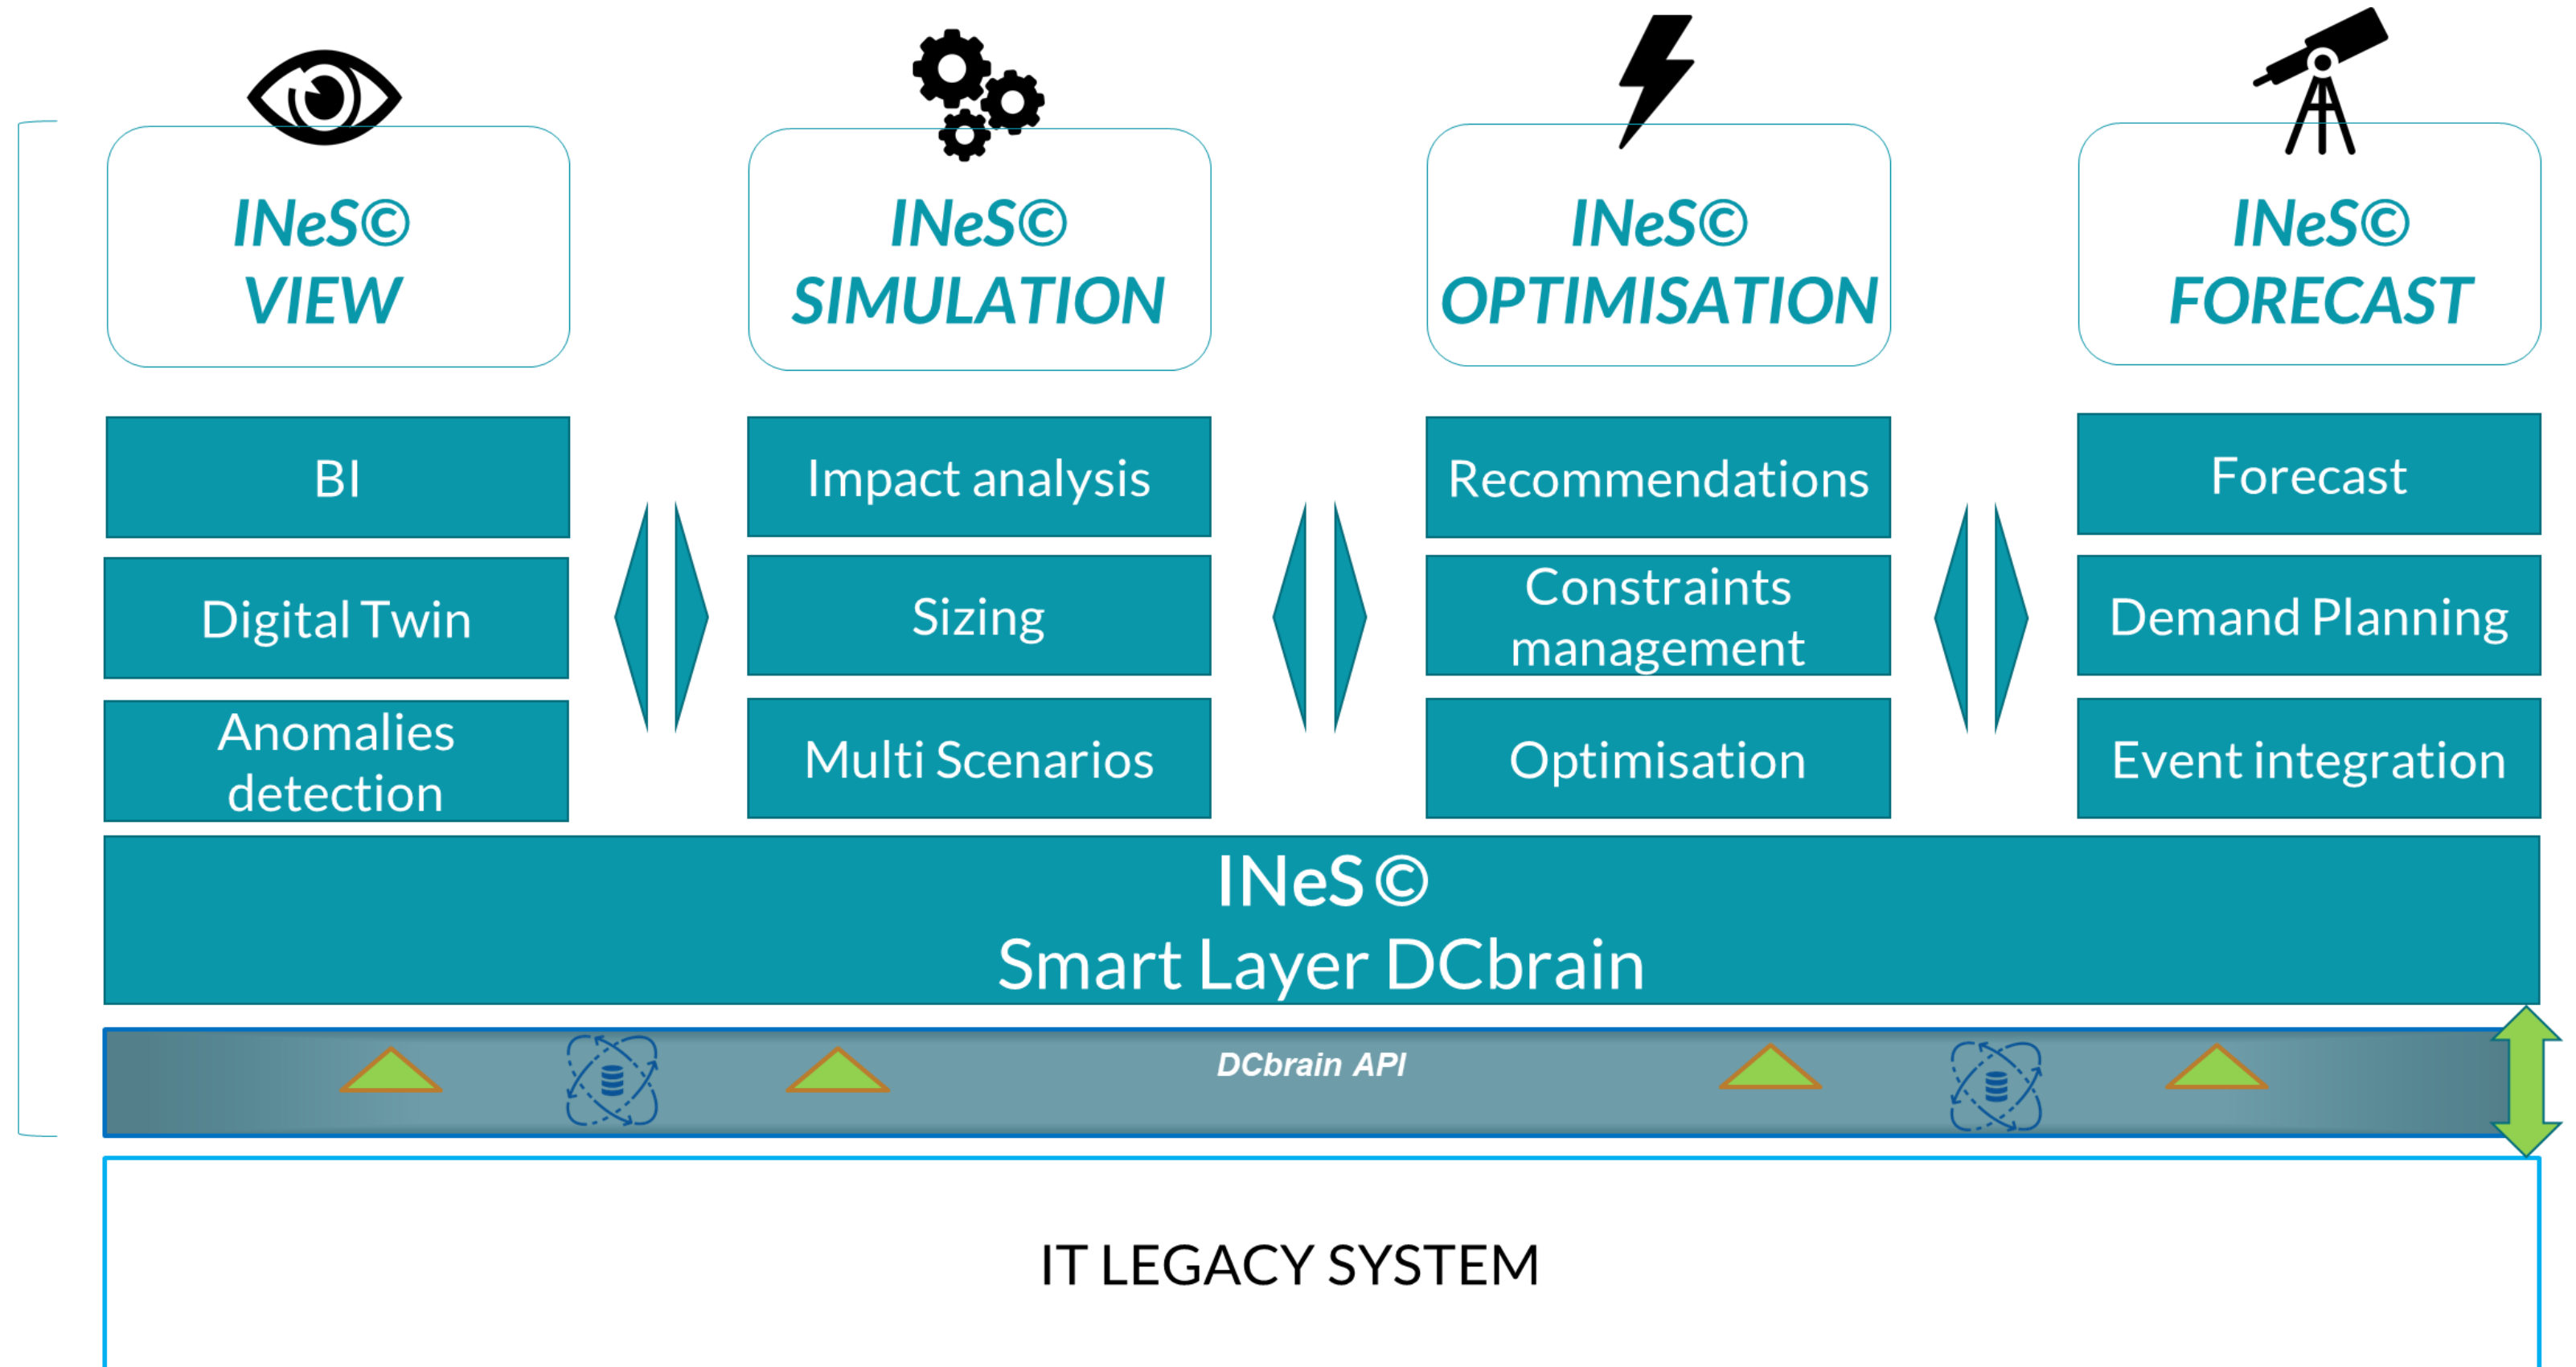 INeS©
VIEW
INeS©
SIMULATION
INeS©
OPTIMISATION
INeS©
FORECAST
BI
Impact analysis
Recommendations
Forecast
Digital Twin
Sizing
Constraints
management
Demand Planning
Anomalies
detection
Multi Scenarios
Optimisation
Event integration
INeS ©
Smart Layer DCbrain
DCbrain API
IT LEGACY SYSTEM